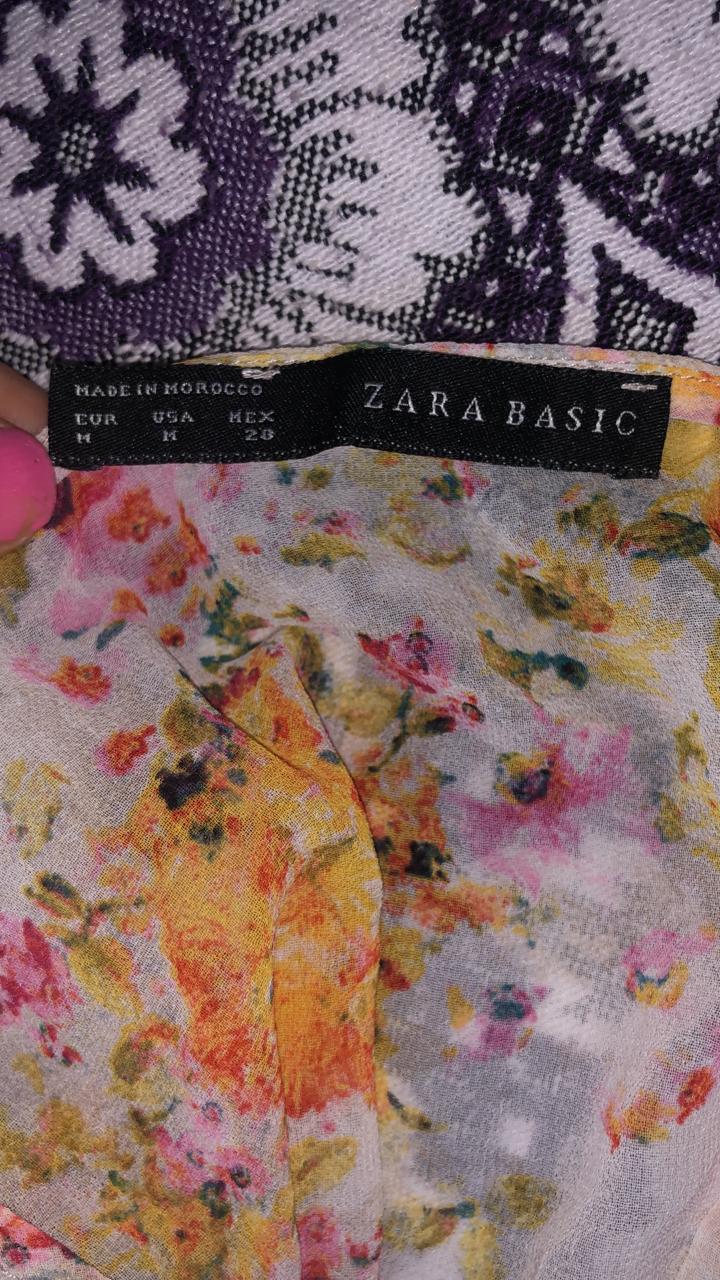 MADE IN MOROCCO
EUR USA MEX
M M 28
ZARA BASIC